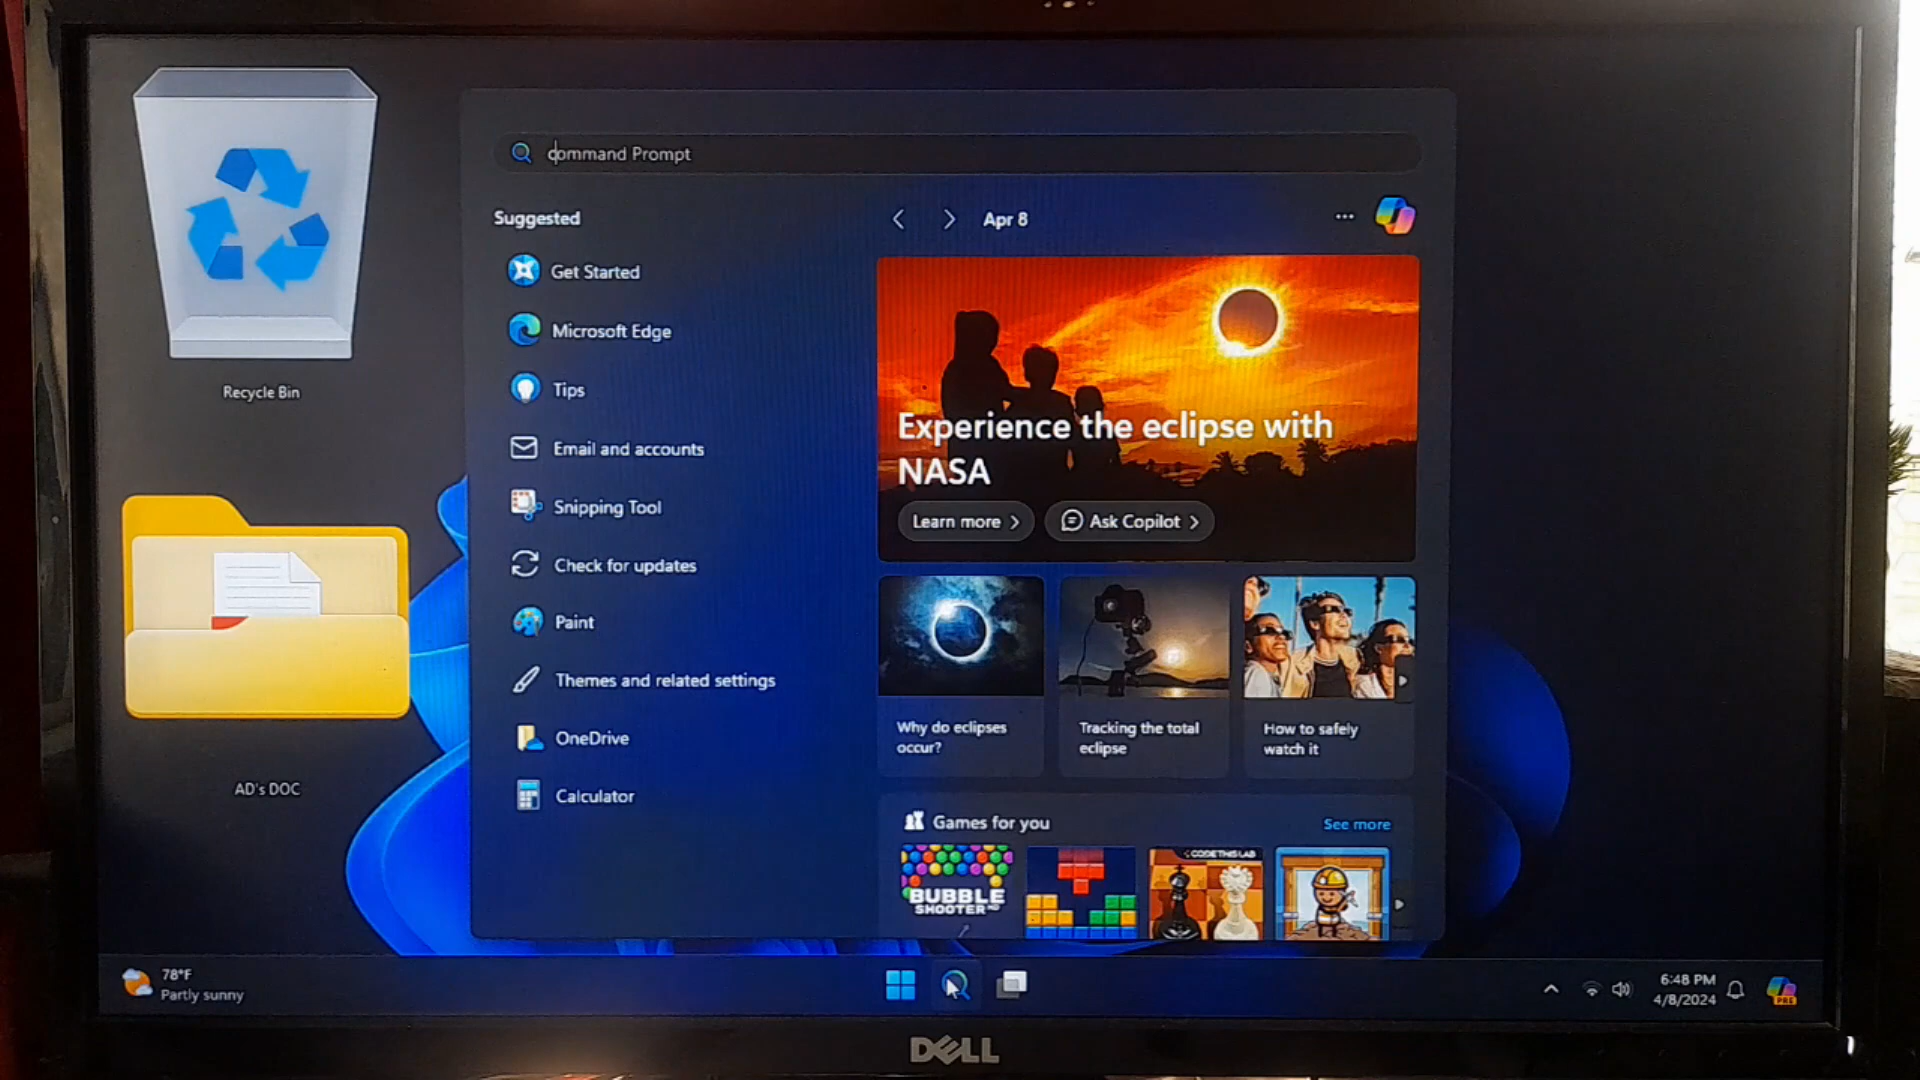 command Prompt
Suggested
Apr 8
Get Started
Microsoft Edge
Tips
Email and accounts
Snipping Tool
Check for updates
Paint
Themes and related settings
OneDrive
Calculator
Experience the eclipse with
NASA
Learn more
Ask Copilot
Why do eclipses
occur?
Tracking the total
eclipse
How to safely
watch it
Games for you
See more
BUBBLE
SHOOTER
CODETHISLAB
Recycle Bin
AD's DOC
78°F
Partly sunny
6:48 PM
4/8/2024
PRE
DELL